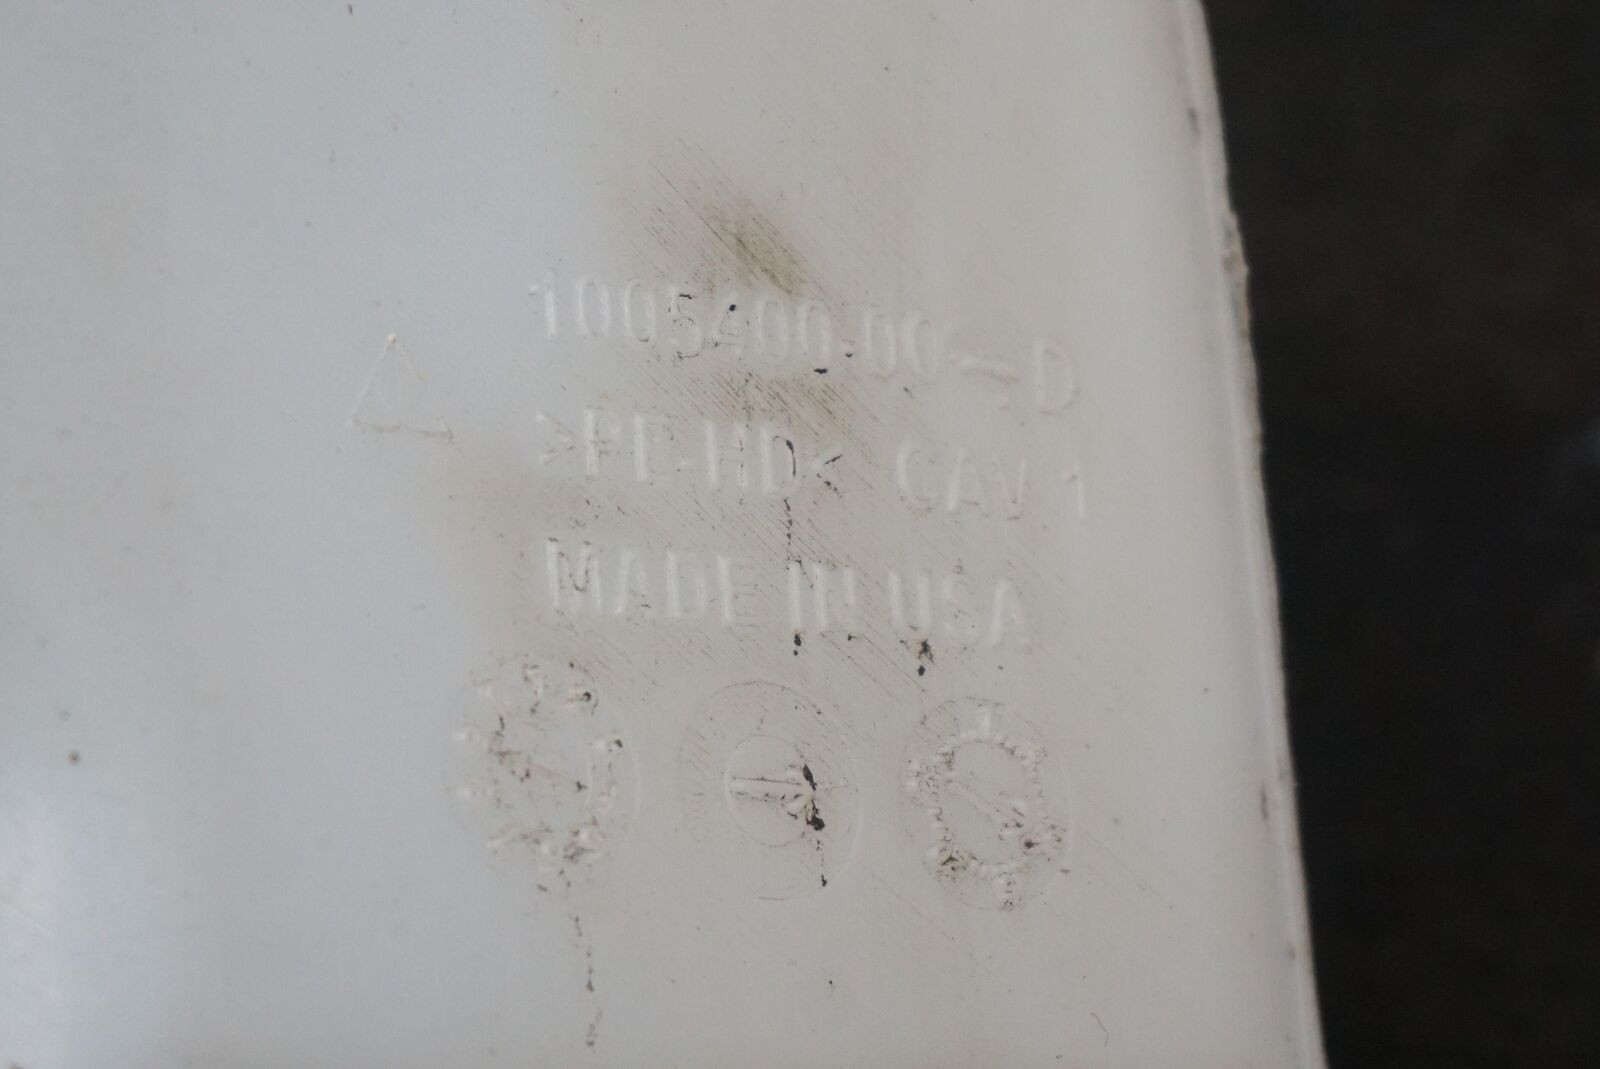 1005400-00-D
>PE-HD< CAV 1
MADE IN USA